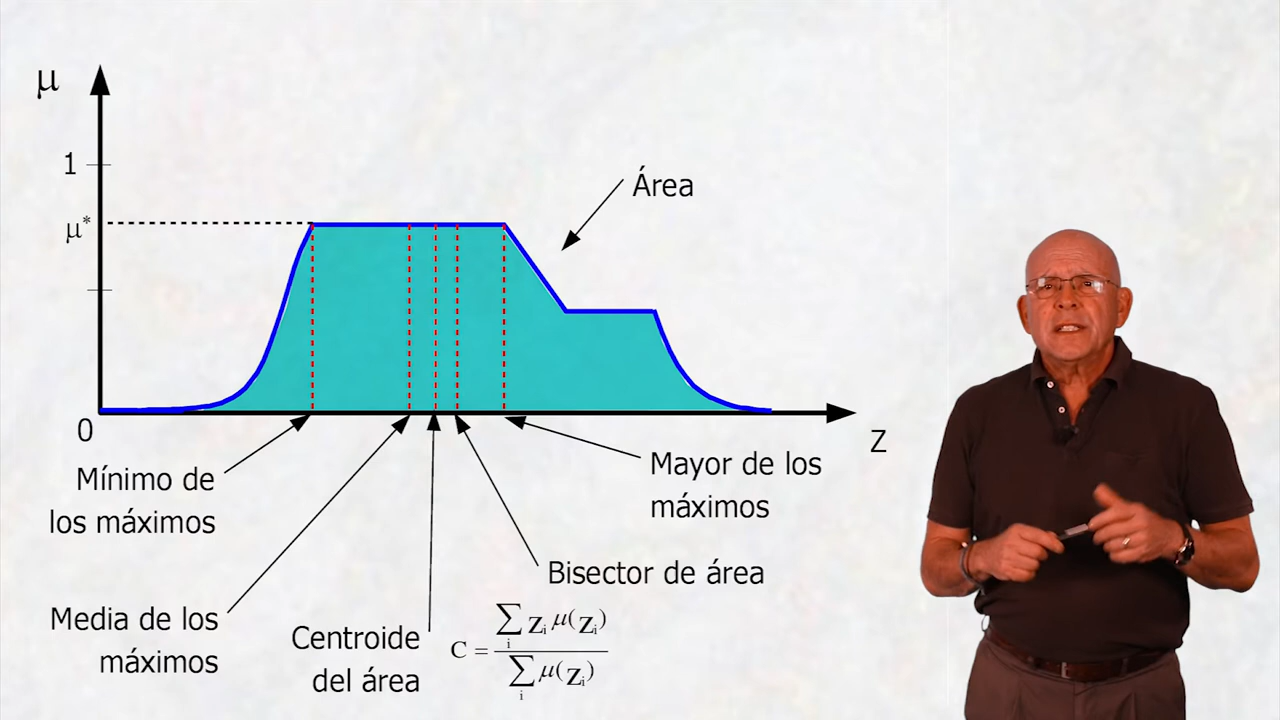 μ
1
μ*
Área
0
Z
Mínimo de
los máximos
Mayor de los
máximos
Bisector de área
Media de los
máximos
Centroide
del área
C = ∑i Zi μ(Zi) / ∑i μ(Zi)